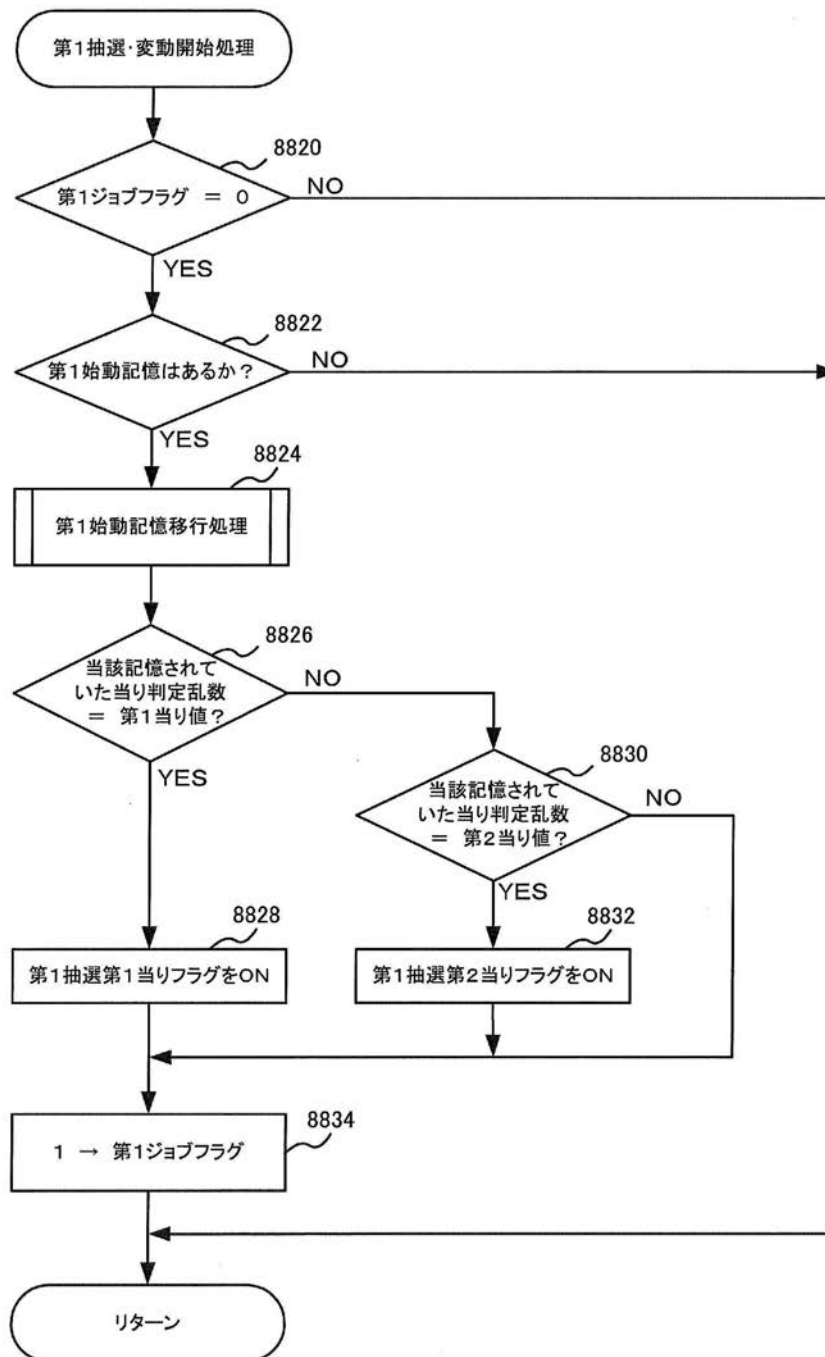 第1抽選・変動開始処理
8820
第1ジョブフラグ = 0
NO
YES
8822
第1始動記憶はあるか?
NO
YES
8824
第1始動記憶移行処理
8826
当該記憶されて
いた当り判定乱数
= 第1当り値?
NO
YES
8830
当該記憶されて
いた当り判定乱数
= 第2当り値?
NO
YES
8828
第1抽選第1当りフラグをON
8832
第1抽選第2当りフラグをON
8834
1 → 第1ジョブフラグ
リターン